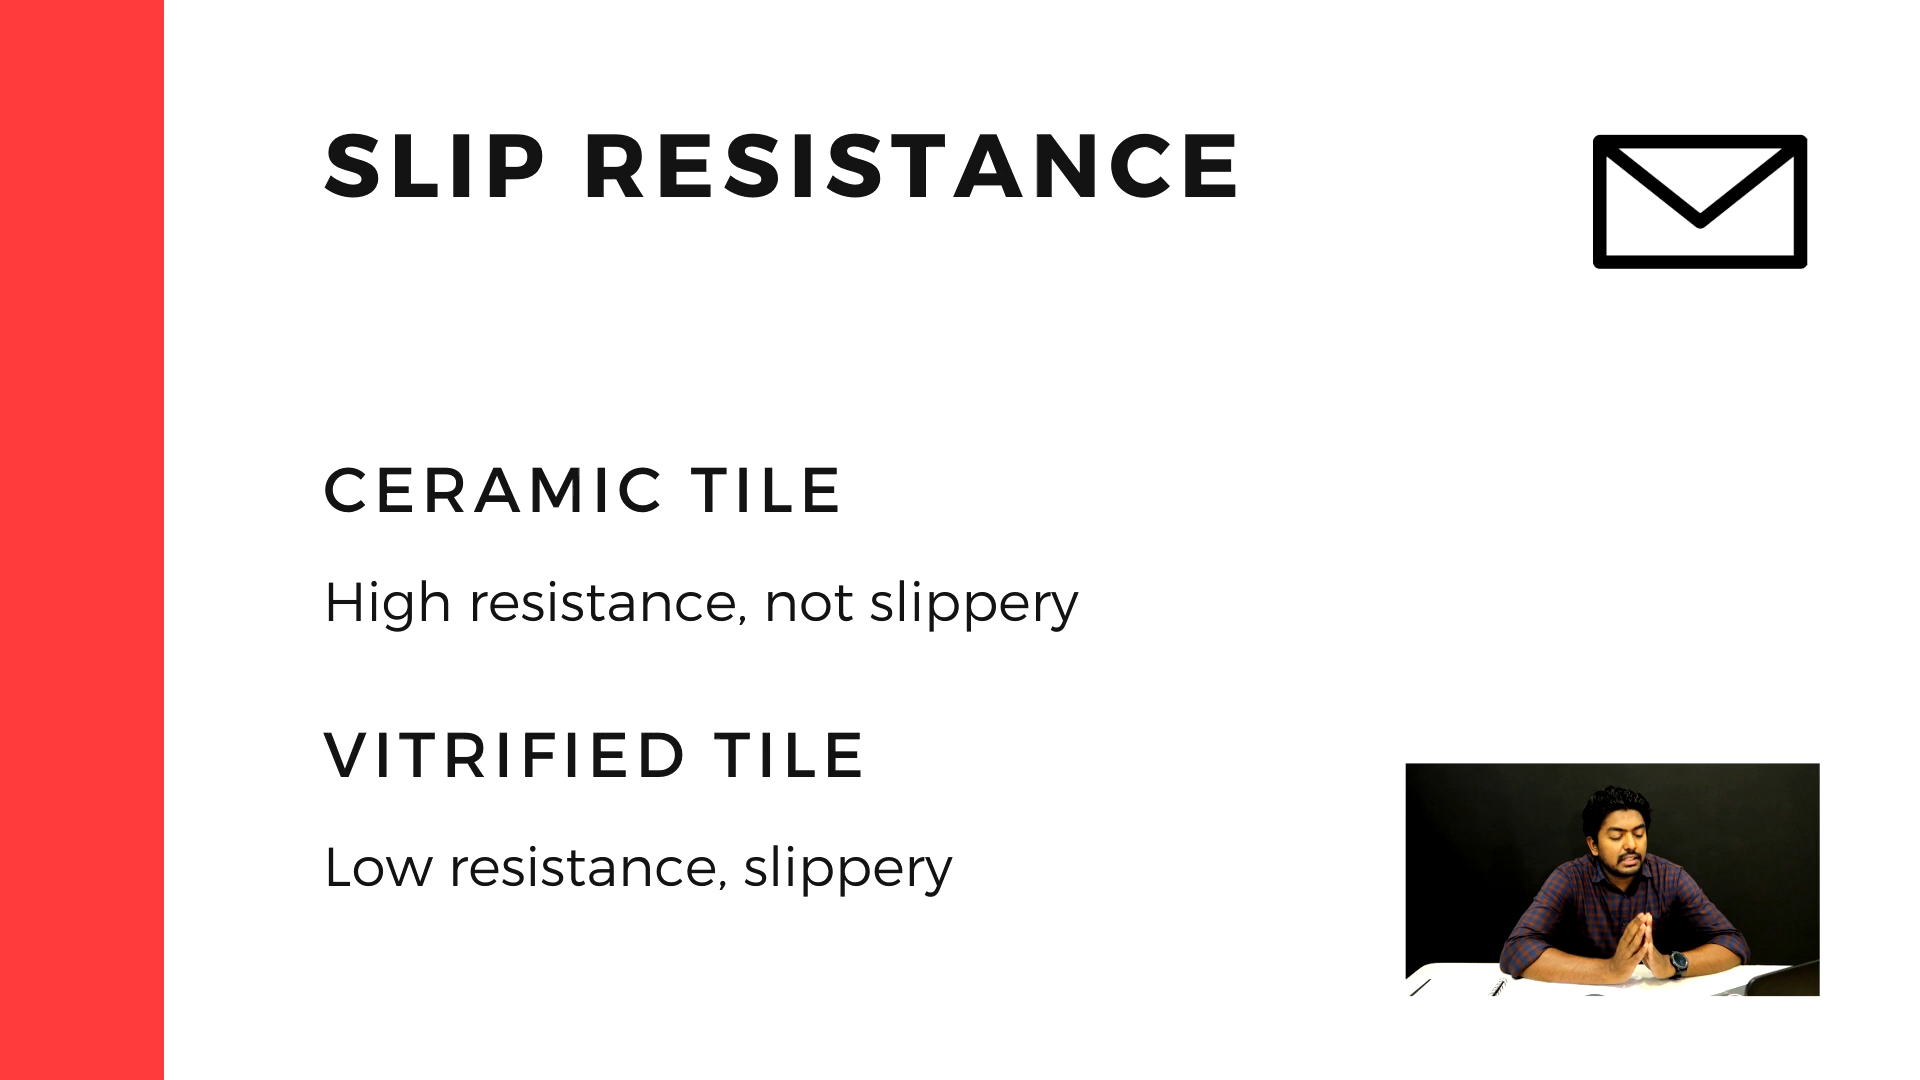 SLIP RESISTANCE
CERAMIC TILE
High resistance, not slippery
VITRIFIED TILE
Low resistance, slippery